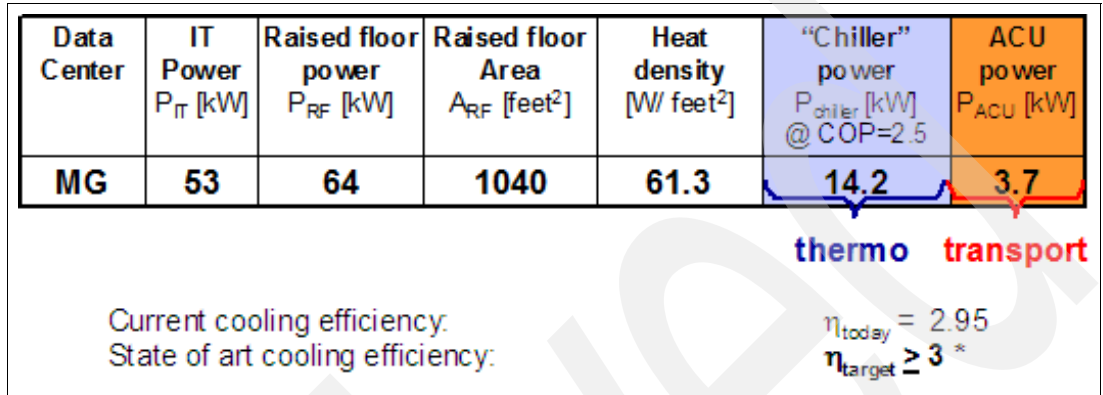 Data Center | IT Power P_IT [kW] | Raised floor power P_RF [kW] | Raised floor Area A_RF [feet²] | Heat density [W/ feet²] | “Chiller” power P_chiller [kW] @ COP=2.5 | ACU power P_ACU [kW]
MG | 53 | 64 | 1040 | 61.3 | 14.2 | 3.7
thermo transport
Current cooling efficiency: η_today = 2.95
State of art cooling efficiency: η_target ≥ 3 *